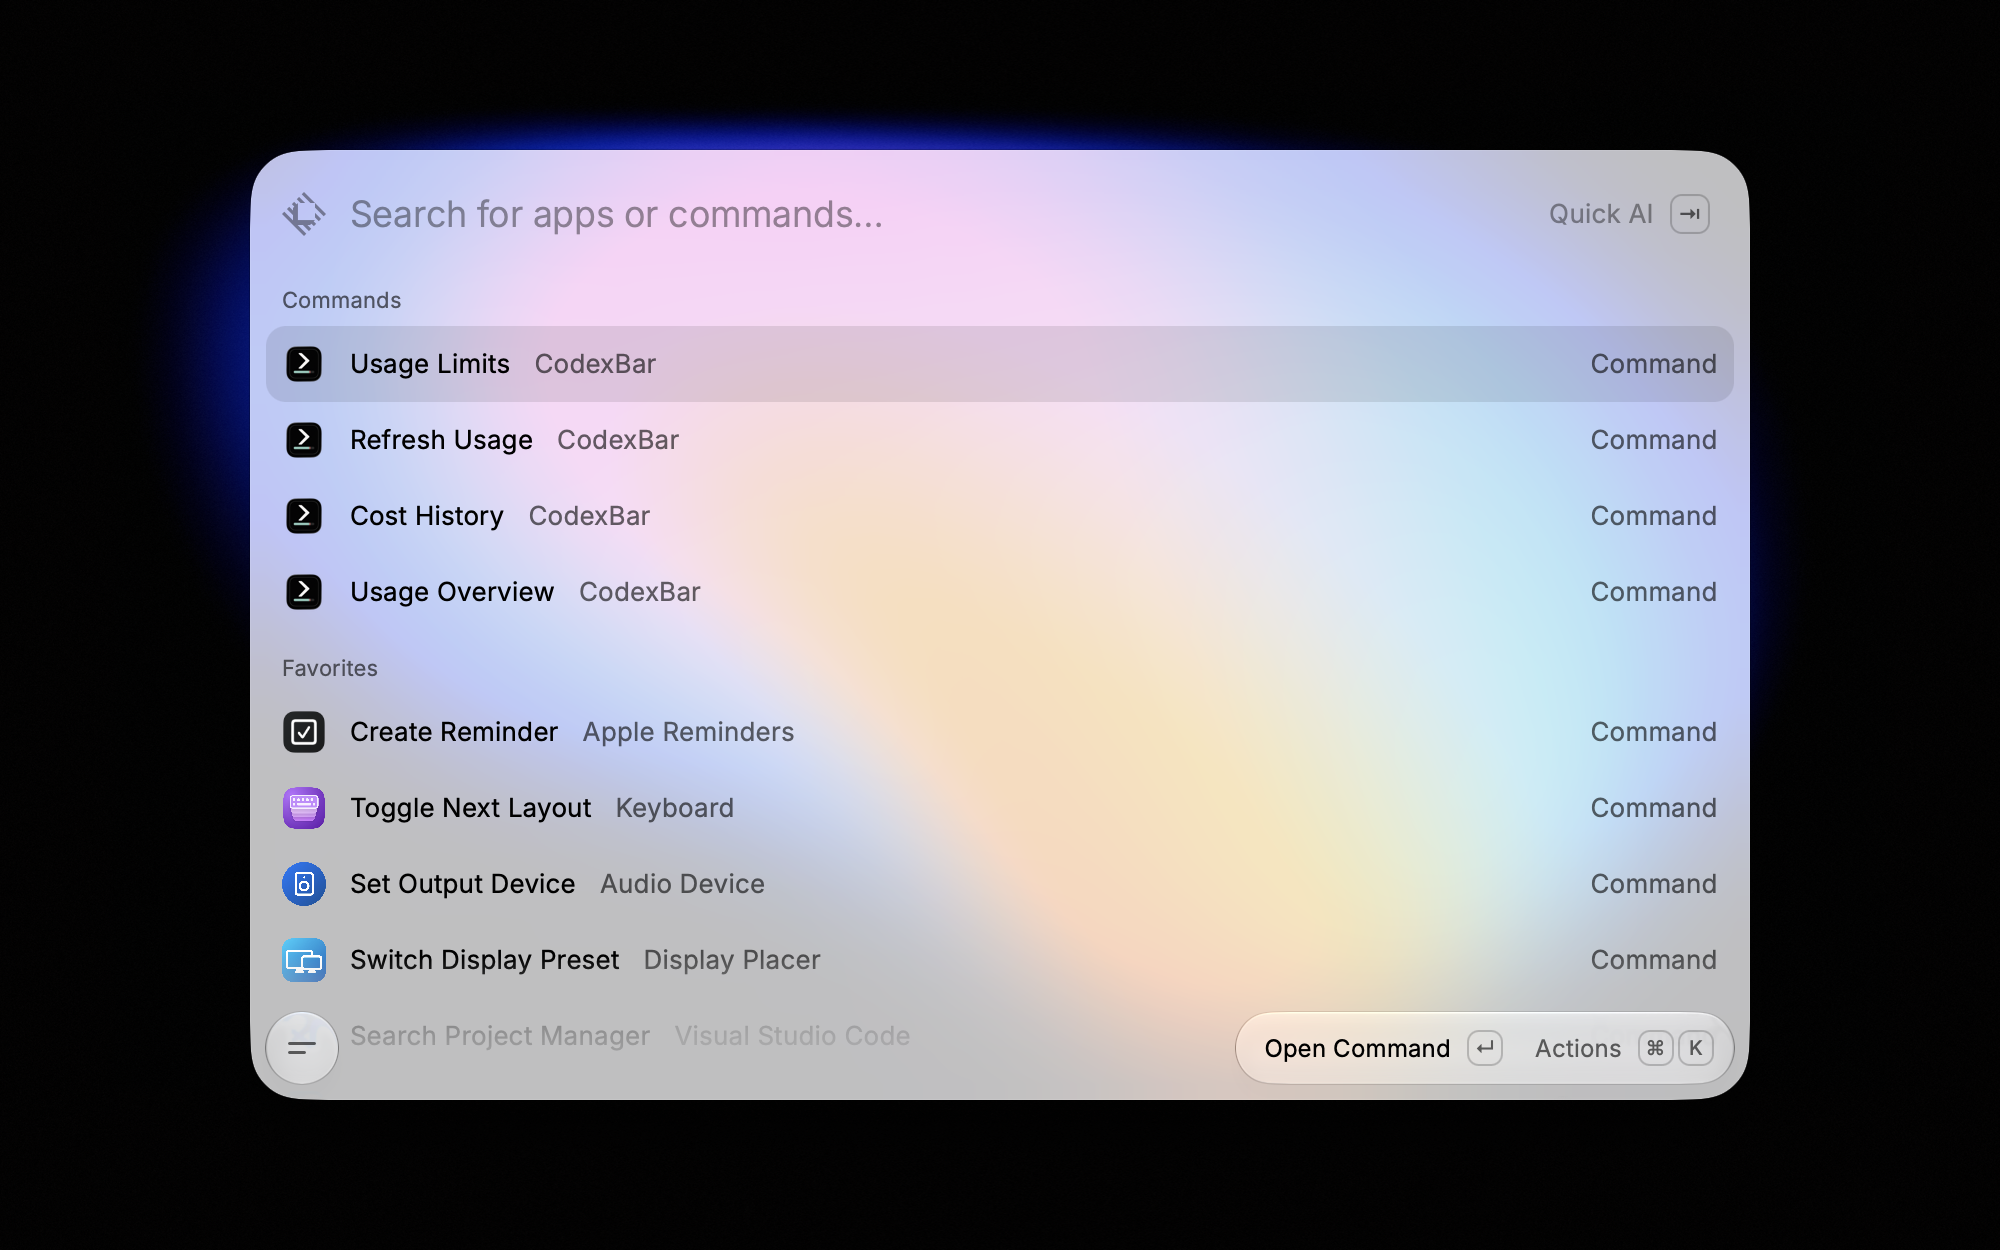 Search for apps or commands...
Quick AI
Commands
Usage Limits CodexBar Command
Refresh Usage CodexBar Command
Cost History CodexBar Command
Usage Overview CodexBar Command
Favorites
Create Reminder Apple Reminders Command
Toggle Next Layout Keyboard Command
Set Output Device Audio Device Command
Switch Display Preset Display Placer Command
Search Project Manager Visual Studio Code
Open Command ↵ Actions ⌘ K